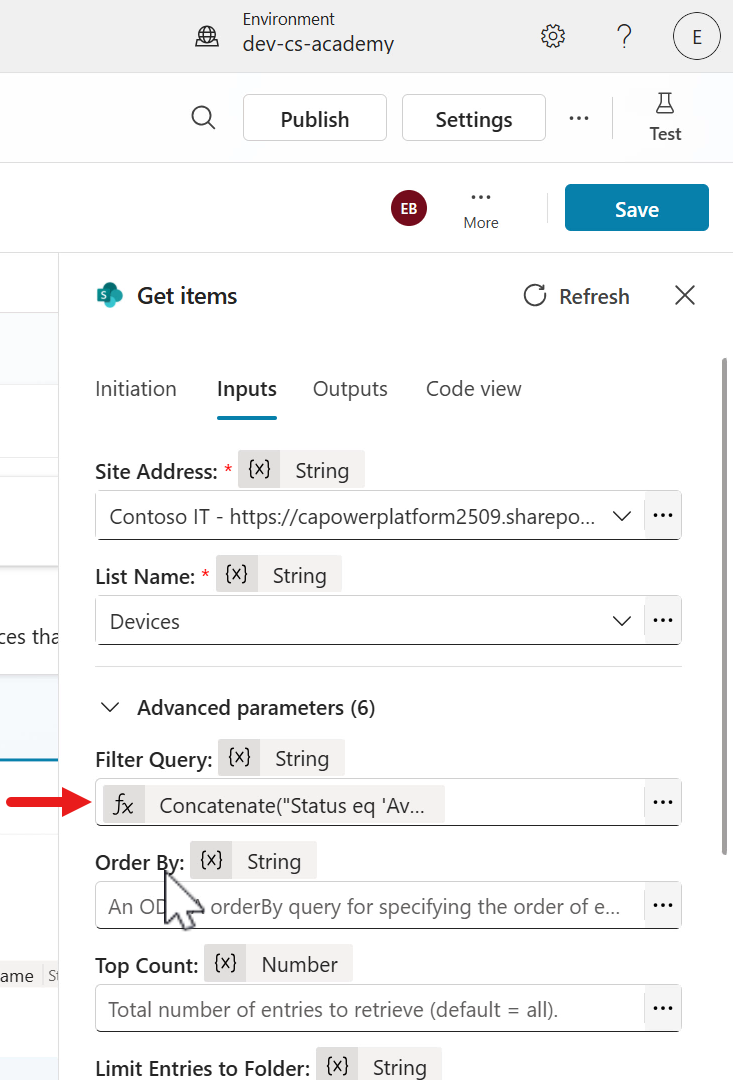 Environment
dev-cs-academy
E
Publish
Settings
...
Test
EB
...
More
Save
S
Get items
Refresh
Initiation
Inputs
Outputs
Code view
Site Address: * {x} String
Contoso IT - https://capowerplatform2509.sharepo... ...
List Name: * {x} String
Devices ...
ces tha
Advanced parameters (6)
Filter Query: {x} String
fx Concatenate("Status eq 'Av... ...
Order By: {x} String
An OD orderBy query for specifying the order of e... ...
Top Count: {x} Number
ame St
Total number of entries to retrieve (default = all). ...
Limit Entries to Folder: {x} String